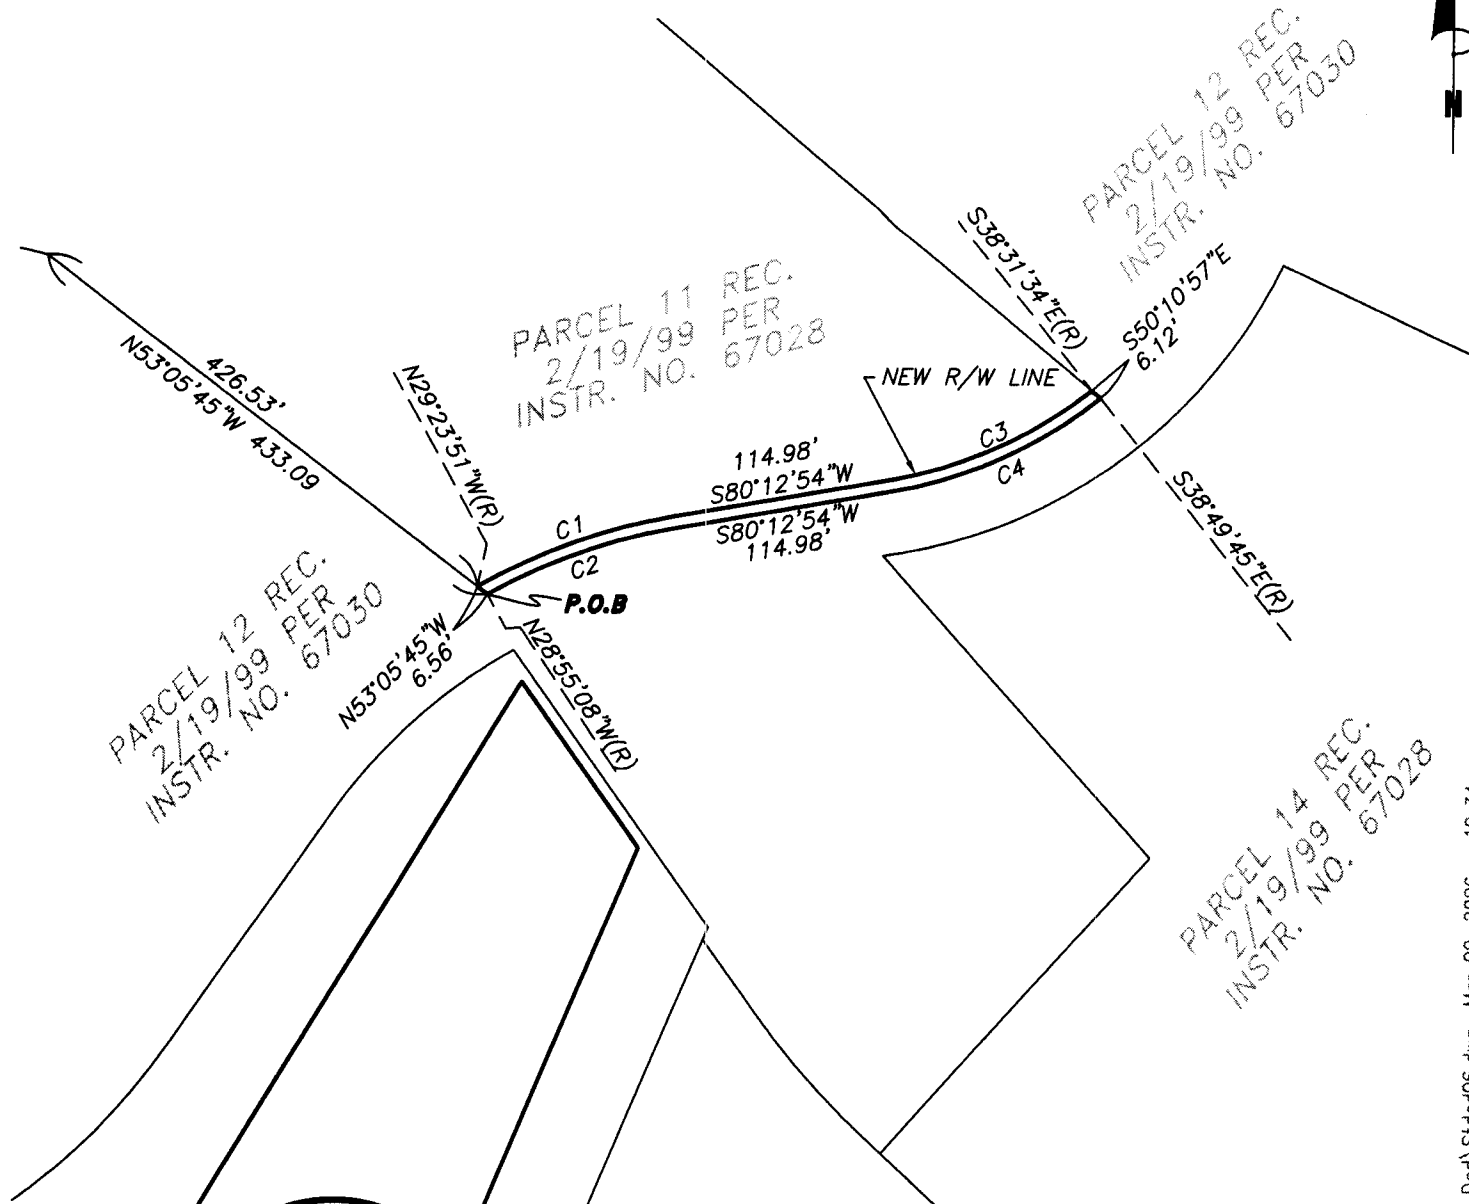 N
PARCEL 12 REC.
2/19/99 PER
INSTR. NO. 67030
S38°31'34"E(R)
S50°10'57"E
6.12'
PARCEL 11 REC.
2/19/99 PER
INSTR. NO. 67028
NEW R/W LINE
426.53'
N53°05'45"W 433.09
N29°23'51"W(R)
C3
C4
114.98'
S80°12'54"W
S80°12'54"W
114.98'
C1
C2
S38°49'45"E(R)
P.O.B
PARCEL 12 REC.
2/19/99 PER
INSTR. NO. 67030
N53°05'45"W
6.56'
N28°55'08"W(R)
PARCEL 14 REC.
2/19/99 PER
INSTR. NO. 67028